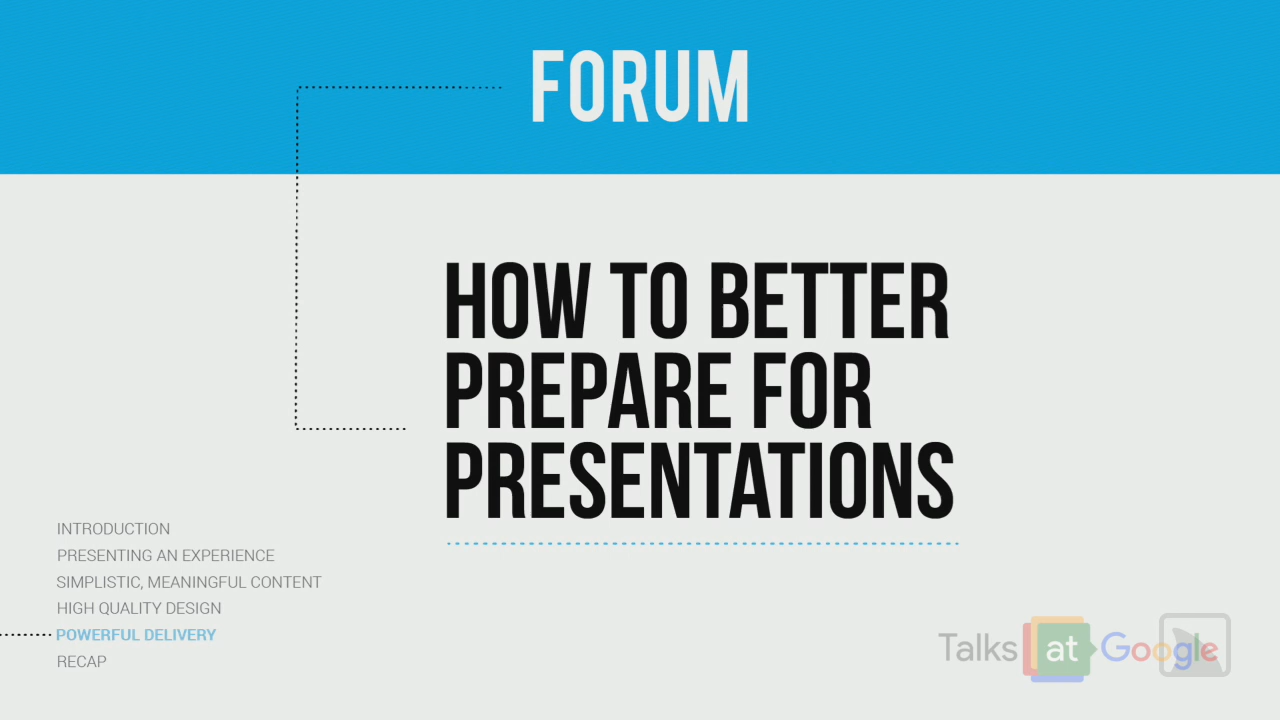 FORUM
HOW TO BETTER
PREPARE FOR
PRESENTATIONS
INTRODUCTION
PRESENTING AN EXPERIENCE
SIMPLISTIC, MEANINGFUL CONTENT
HIGH QUALITY DESIGN
POWERFUL DELIVERY
RECAP
Talks at Google